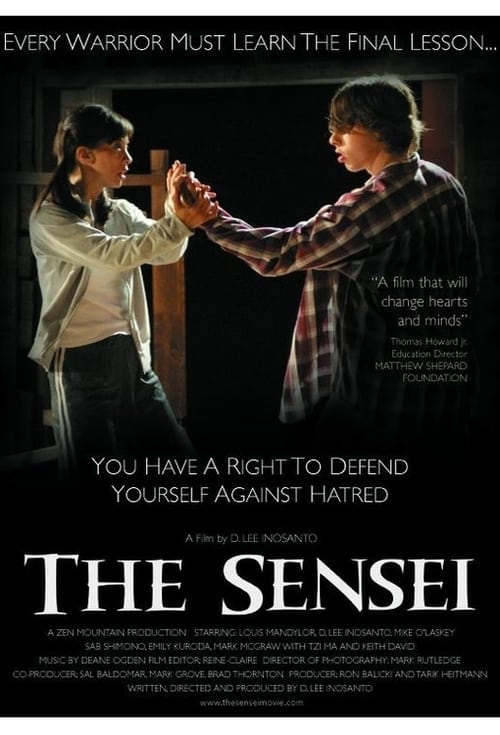 EVERY WARRIOR MUST LEARN THE FINAL LESSON...
"A film that will
change hearts
and minds"
Thomas Howard Jr.
Education Director
MATTHEW SHEPARD
FOUNDATION
YOU HAVE A RIGHT TO DEFEND
YOURSELF AGAINST HATRED
A Film by D. LEE INOSANTO
THE SENSEI
A ZEN MOUNTAIN PRODUCTION STARRING: LOUIS MANDYLOR, D. LEE INOSANTO, MIKE O'LASKEY
SAB SHIMONO, EMILY KURODA, MARK MCGRAW WITH TZI MA AND KEITH DAVID
MUSIC BY DEANE OGDEN FILM EDITOR: REINE-CLAIRE DIRECTOR OF PHOTOGRAPHY: MARK RUTLEDGE
CO-PRODUCER: SAL BALDOMAR, MARK GROVE, BRAD THORNTON PRODUCER: RON BALICKI AND TARIK HEITMANN
WRITTEN, DIRECTED AND PRODUCED BY D. LEE INOSANTO
www.thesenseimovie.com